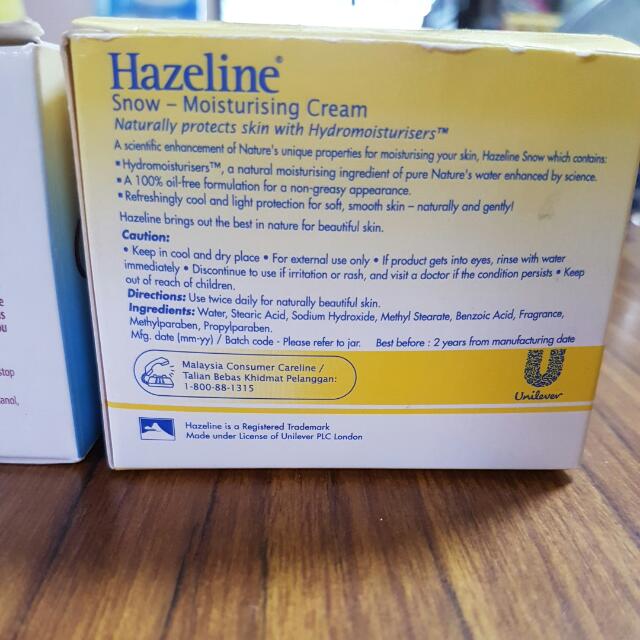 Hazeline®
Snow – Moisturising Cream
Naturally protects skin with Hydromoisturisers™
A scientific enhancement of Nature's unique properties for moisturising your skin, Hazeline Snow which contains:
• Hydromoisturisers™, a natural moisturising ingredient of pure Nature's water enhanced by science.
• A 100% oil-free formulation for a non-greasy appearance.
• Refreshingly cool and light protection for soft, smooth skin – naturally and gently!
Hazeline brings out the best in nature for beautiful skin.
Caution:
• Keep in cool and dry place • For external use only • If product gets into eyes, rinse with water
immediately • Discontinue to use if irritation or rash, and visit a doctor if the condition persists • Keep
out of reach of children.
Directions: Use twice daily for naturally beautiful skin.
Ingredients: Water, Stearic Acid, Sodium Hydroxide, Methyl Stearate, Benzoic Acid, Fragrance,
Methylparaben, Propylparaben.
Mfg. date (mm-yy) / Batch code - Please refer to jar. Best before : 2 years from manufacturing date
Malaysia Consumer Careline /
Talian Bebas Khidmat Pelanggan:
1-800-88-1315
Unilever
Hazeline is a Registered Trademark
Made under License of Unilever PLC London